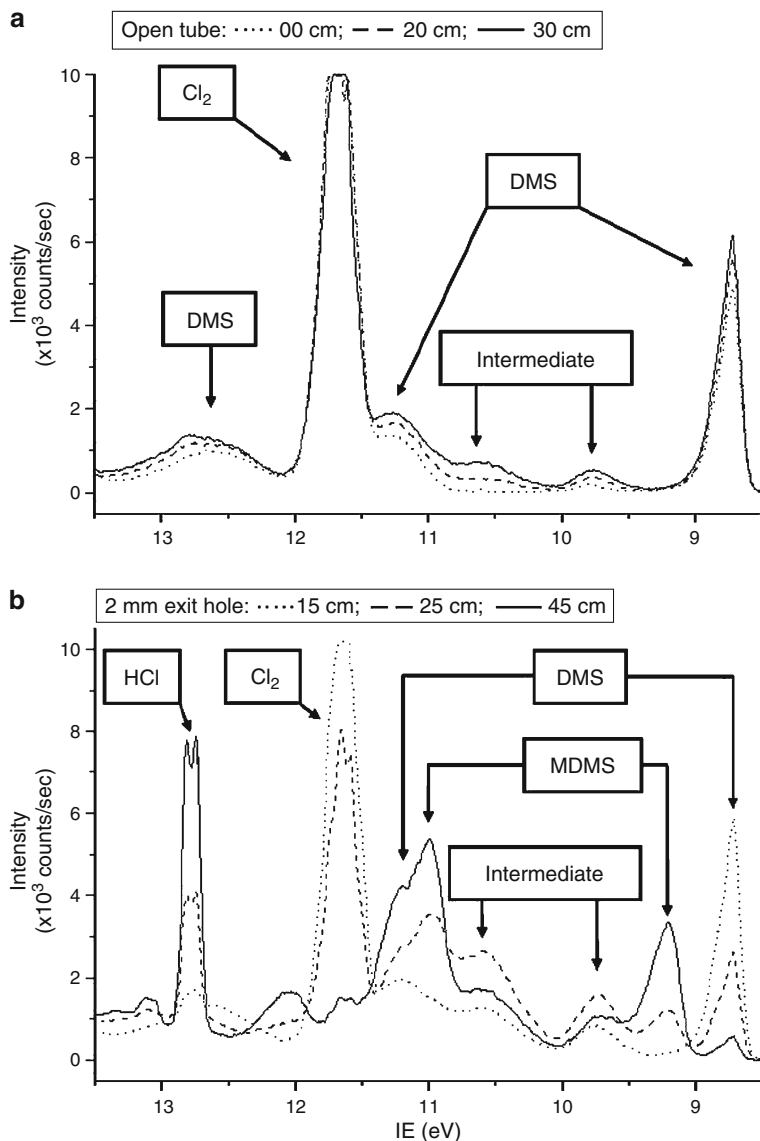 a
Open tube: ····· 00 cm; – – – 20 cm; —— 30 cm
Cl₂
DMS
DMS
Intermediate
Intensity
(x10³ counts/sec)
10
8
6
4
2
0
13
12
11
10
9
b
2 mm exit hole: ······15 cm; – – – 25 cm; —— 45 cm
HCl
Cl₂
DMS
MDMS
Intermediate
Intensity
(x10³ counts/sec)
10
8
6
4
2
0
13
12
11
10
9
IE (eV)